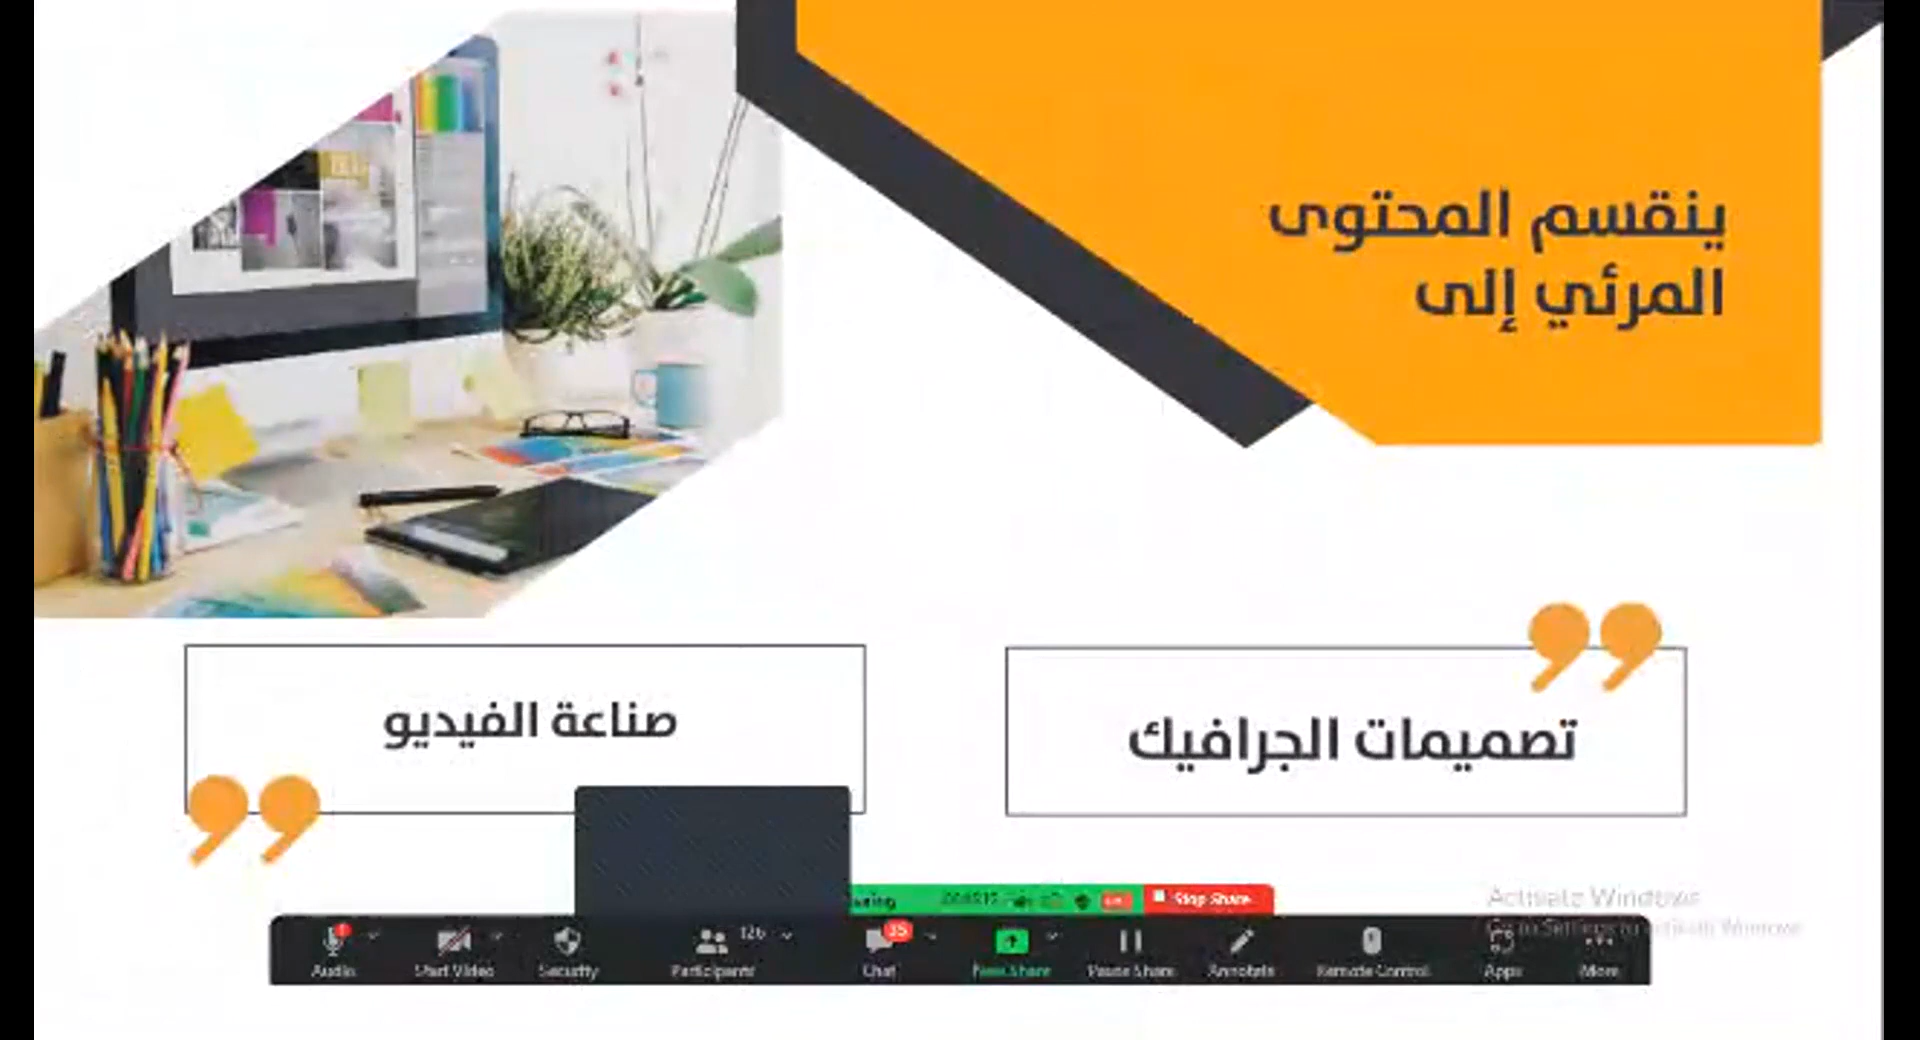 ينقسم المحتوى
المرئي إلى
تصميمات الجرافيك
صناعة الفيديو
Stop Share
Activate Windows
Audio
Start Video
Security
126
Participants
35
Chat
New Share
Pause Share
Annotate
Remote Control
Apps
More